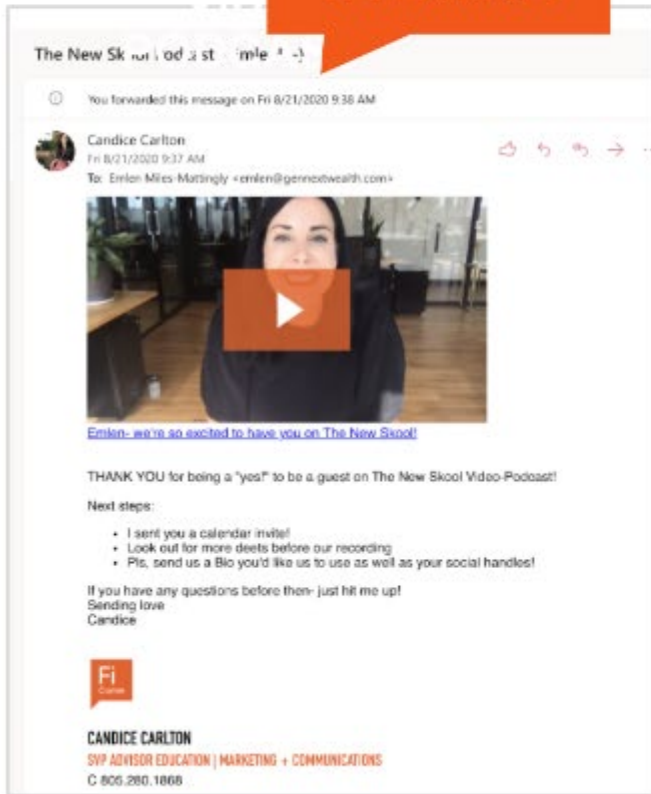 The New
You forwarded this message on Fri 8/21/2020 9:38 AM
Candice Carlton
Fri 8/21/2020 9:37 AM
To: Emlen Miles-Mattingly <emlen@gennextwealth.com>
Emlen- we're so excited to have you on The New Skool!
THANK YOU for being a "yes!" to be a guest on The New Skool Video-Podcast!
Next steps:
• I sent you a calendar invite!
• Look out for more deets before our recording
• Pls, send us a Bio you'd like us to use as well as your social handles!
If you have any questions before then- just hit me up!
Sending love
Candice
Fi
Comm
CANDICE CARLTON
SVP ADVISOR EDUCATION | MARKETING + COMMUNICATIONS
C 805.280.1868